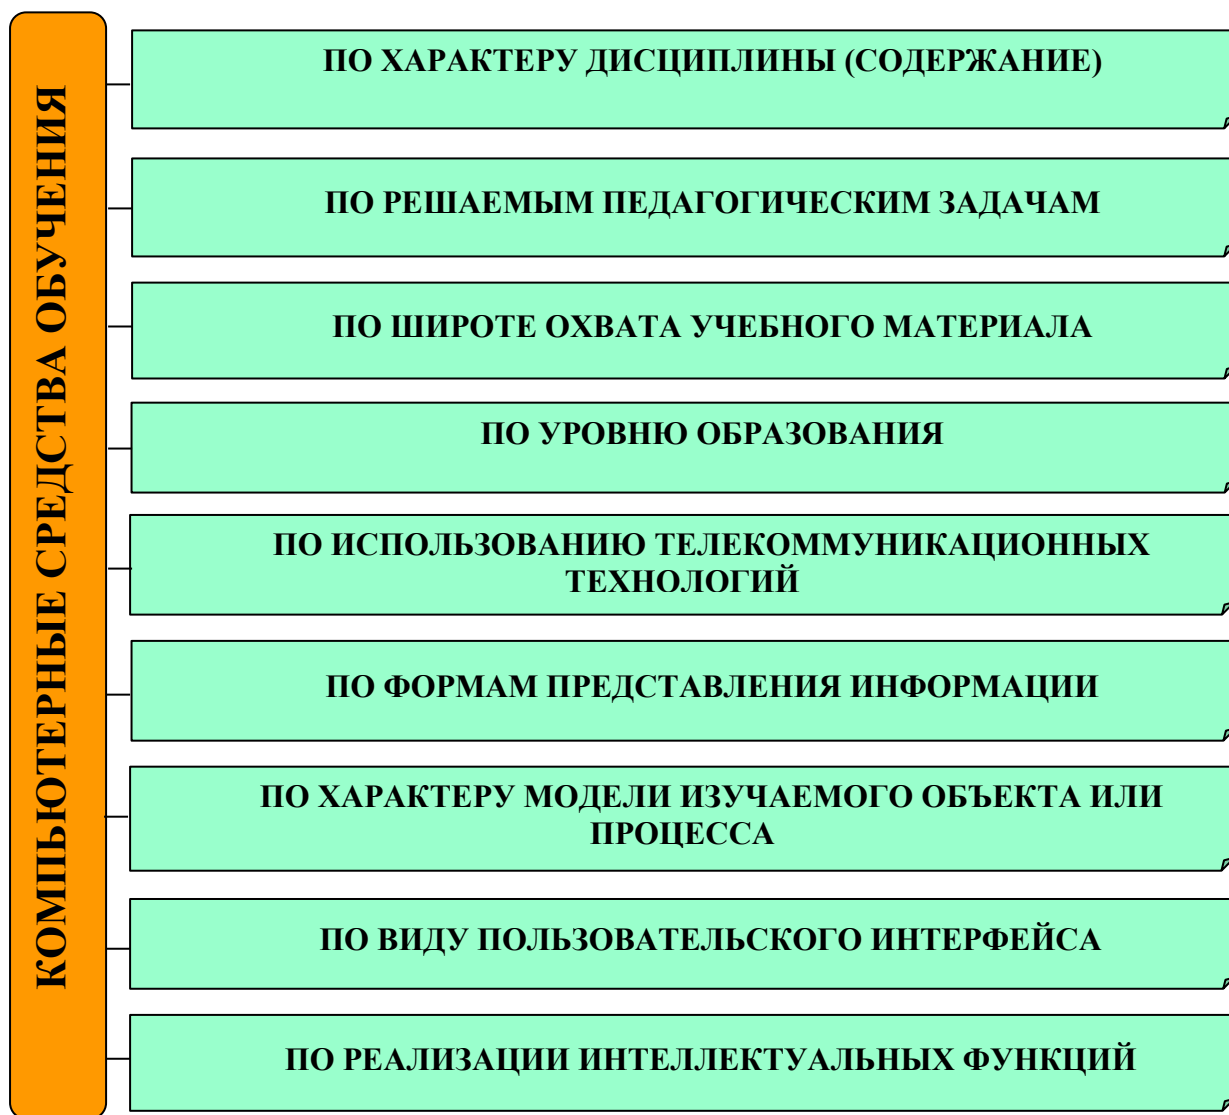 КОМПЬЮТЕРНЫЕ СРЕДСТВА ОБУЧЕНИЯ
ПО ХАРАКТЕРУ ДИСЦИПЛИНЫ (СОДЕРЖАНИЕ)
ПО РЕШАЕМЫМ ПЕДАГОГИЧЕСКИМ ЗАДАЧАМ
ПО ШИРОТЕ ОХВАТА УЧЕБНОГО МАТЕРИАЛА
ПО УРОВНЮ ОБРАЗОВАНИЯ
ПО ИСПОЛЬЗОВАНИЮ ТЕЛЕКОММУНИКАЦИОННЫХ
ТЕХНОЛОГИЙ
ПО ФОРМАМ ПРЕДСТАВЛЕНИЯ ИНФОРМАЦИИ
ПО ХАРАКТЕРУ МОДЕЛИ ИЗУЧАЕМОГО ОБЪЕКТА ИЛИ
ПРОЦЕССА
ПО ВИДУ ПОЛЬЗОВАТЕЛЬСКОГО ИНТЕРФЕЙСА
ПО РЕАЛИЗАЦИИ ИНТЕЛЛЕКТУАЛЬНЫХ ФУНКЦИЙ